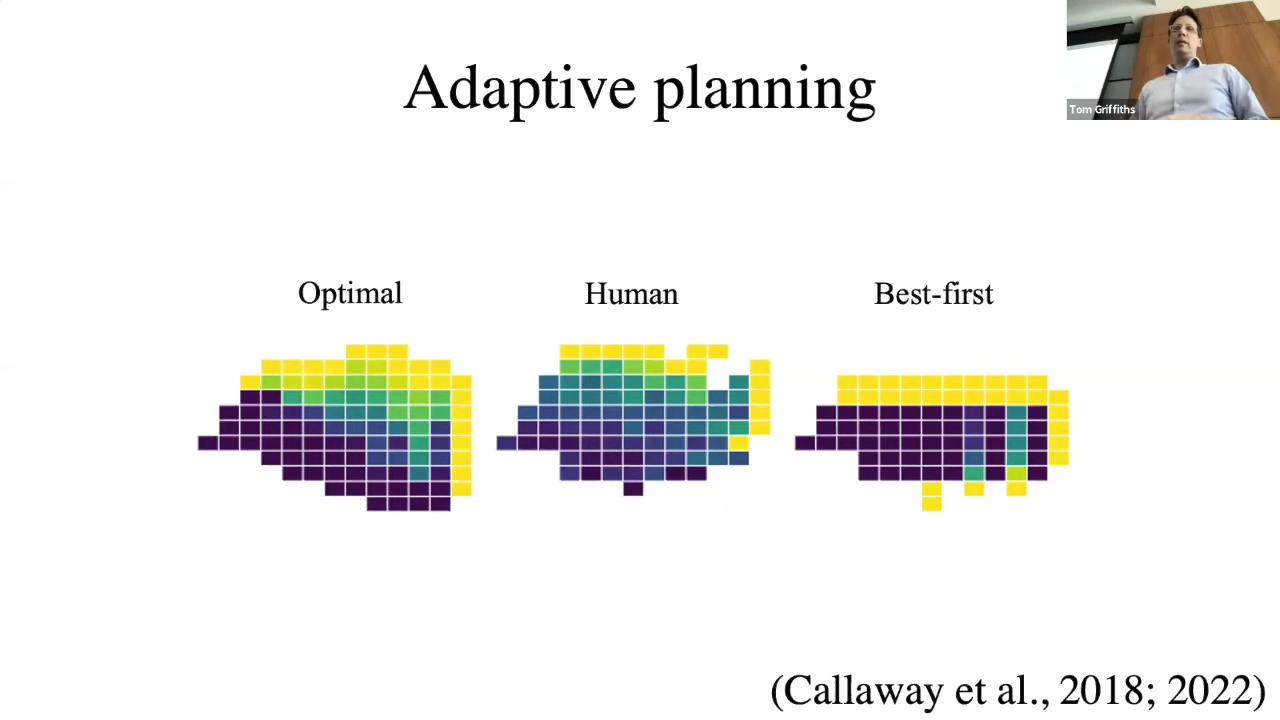 Adaptive planning
Tom Griffiths
Optimal
Human
Best-first
(Callaway et al., 2018; 2022)